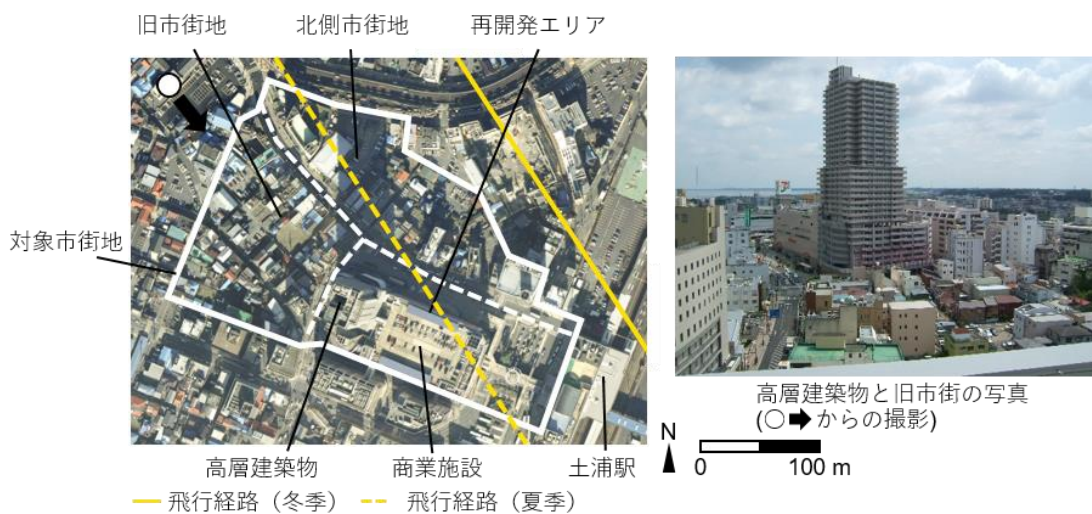 旧市街地
北側市街地
再開発エリア
対象市街地
高層建築物
商業施設
土浦駅
高層建築物と旧市街の写真
(○➡からの撮影)
N
0
100 m
飛行経路（冬季）
飛行経路（夏季）